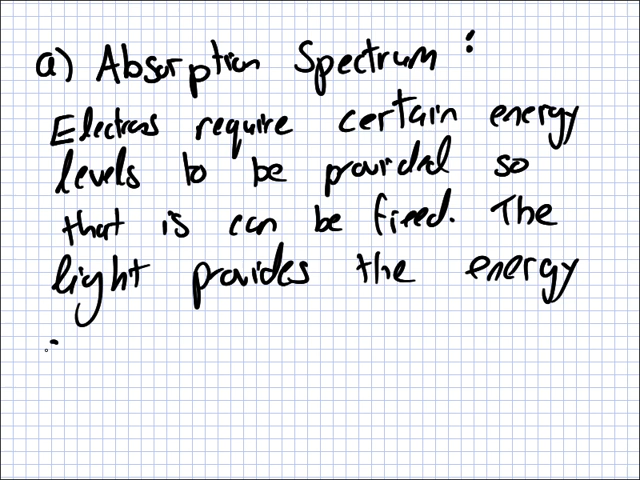 a) Absorption Spectrum :
Electrons require certain energy
levels to be provided so
that is can be fired. The
light provides the energy